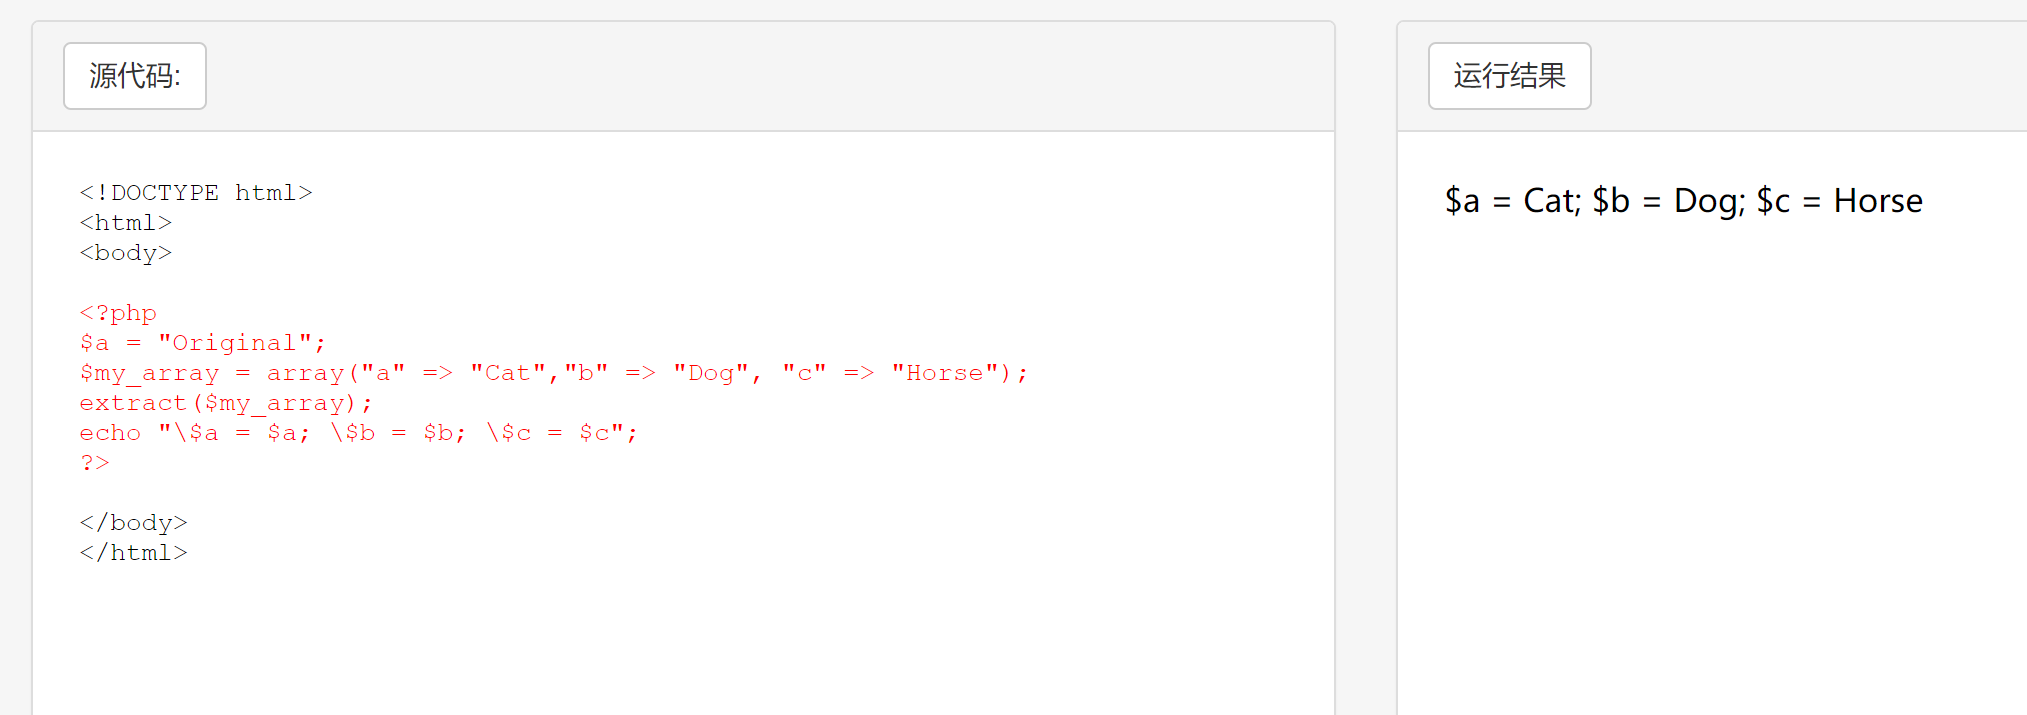 源代码:
<!DOCTYPE html>
<html>
<body>
<?php
$a = "Original";
$my_array = array("a" => "Cat","b" => "Dog", "c" => "Horse");
extract($my_array);
echo "\$a = $a; \$b = $b; \$c = $c";
?>
</body>
</html>
运行结果
$a = Cat; $b = Dog; $c = Horse